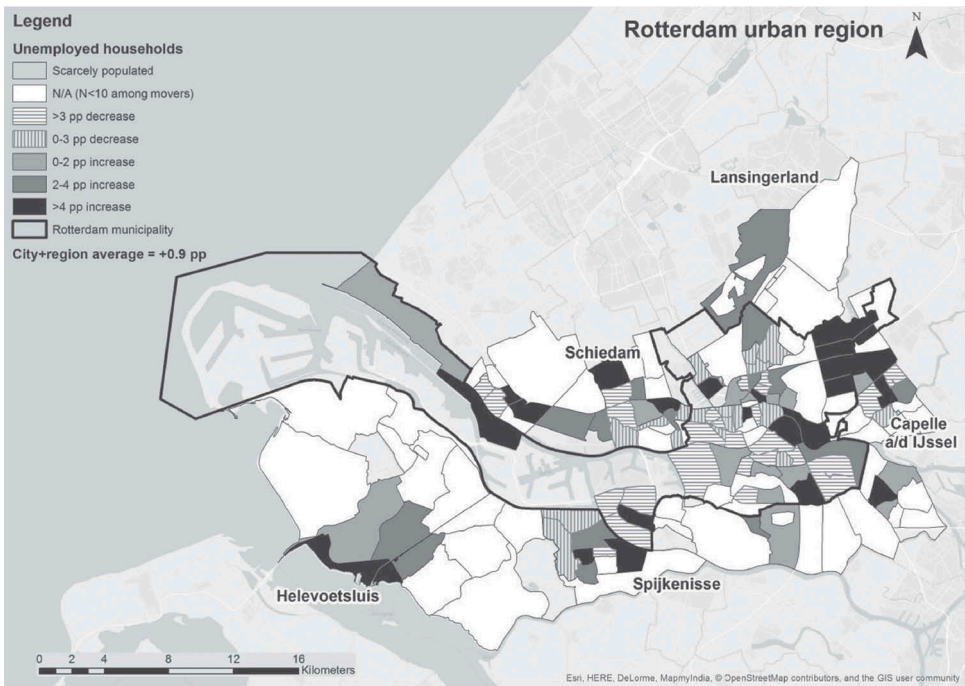 Legend
Unemployed households
Scarcely populated
N/A (N<10 among movers)
>3 pp decrease
0-3 pp decrease
0-2 pp increase
2-4 pp increase
>4 pp increase
Rotterdam municipality
City+region average = +0.9 pp
Rotterdam urban region
N
Lansingerland
Schiedam
Capelle
a/d IJssel
Spijkenisse
Helevoetsluis
0 2 4 8 12 16
Kilometers
Esri, HERE, DeLorme, MapmyIndia, © OpenStreetMap contributors, and the GIS user community